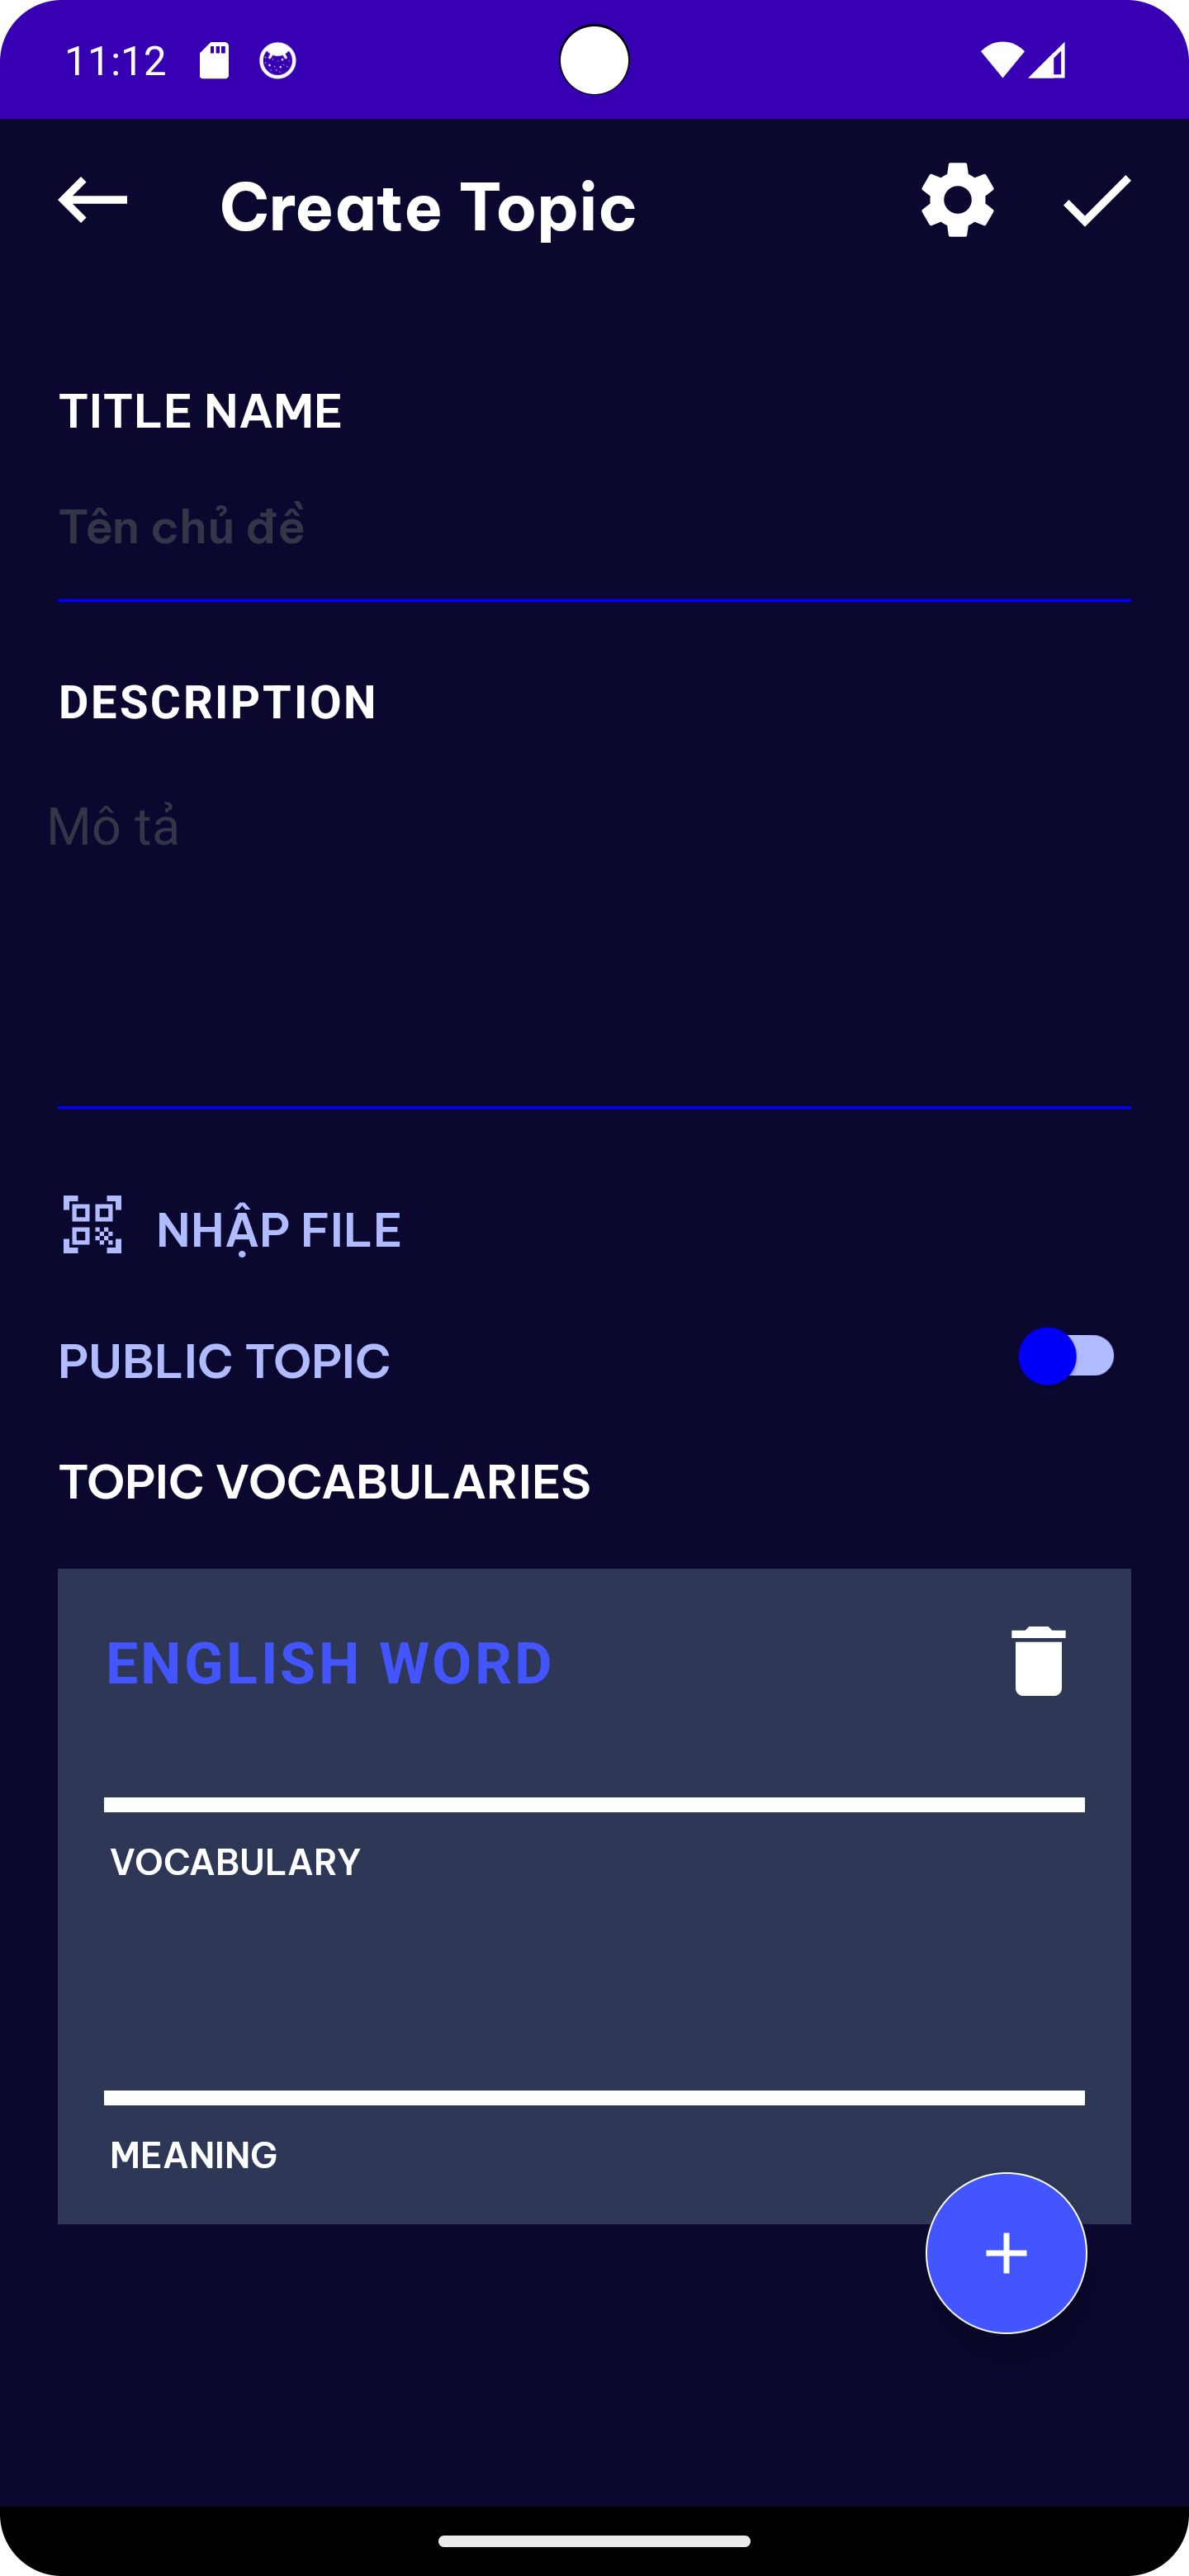 11:12
Create Topic
TITLE NAME
Tên chủ đề
DESCRIPTION
Mô tả
NHẬP FILE
PUBLIC TOPIC
TOPIC VOCABULARIES
ENGLISH WORD
VOCABULARY
MEANING